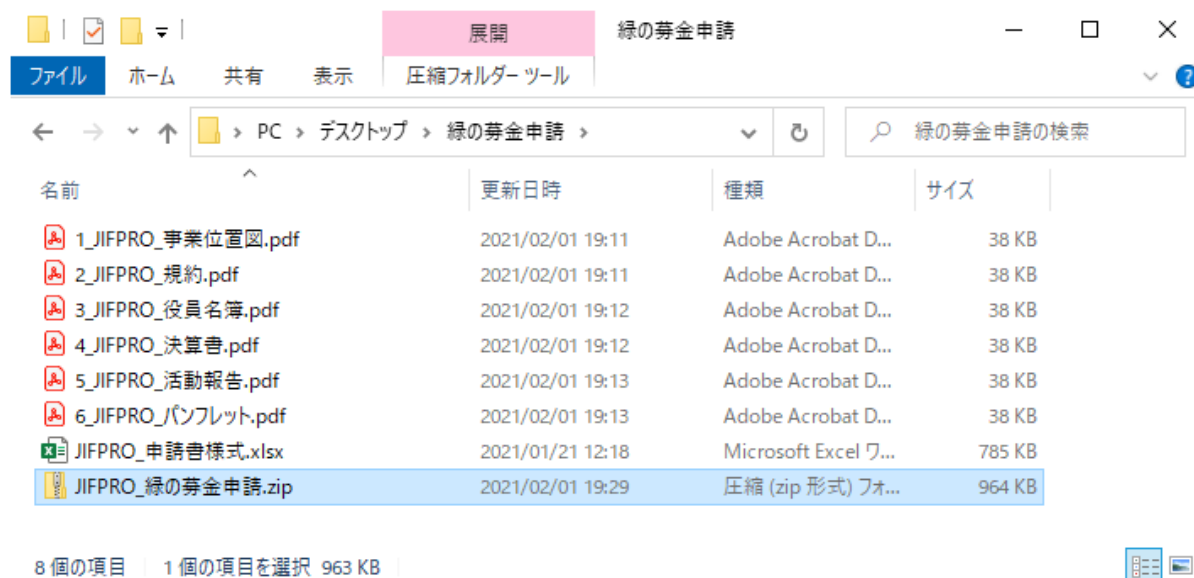 展開 緑の募金申請
ファイル ホーム 共有 表示 圧縮フォルダー ツール
PC › デスクトップ › 緑の募金申請 › 緑の募金申請の検索
名前 更新日時 種類 サイズ
1_JIFPRO_事業位置図.pdf 2021/02/01 19:11 Adobe Acrobat D... 38 KB
2_JIFPRO_規約.pdf 2021/02/01 19:11 Adobe Acrobat D... 38 KB
3_JIFPRO_役員名簿.pdf 2021/02/01 19:12 Adobe Acrobat D... 38 KB
4_JIFPRO_決算書.pdf 2021/02/01 19:12 Adobe Acrobat D... 38 KB
5_JIFPRO_活動報告.pdf 2021/02/01 19:13 Adobe Acrobat D... 38 KB
6_JIFPRO_パンフレット.pdf 2021/02/01 19:13 Adobe Acrobat D... 38 KB
JIFPRO_申請書様式.xlsx 2021/01/21 12:18 Microsoft Excel ワ... 785 KB
JIFPRO_緑の募金申請.zip 2021/02/01 19:29 圧縮 (zip 形式) フォ... 964 KB
8 個の項目 1 個の項目を選択 963 KB